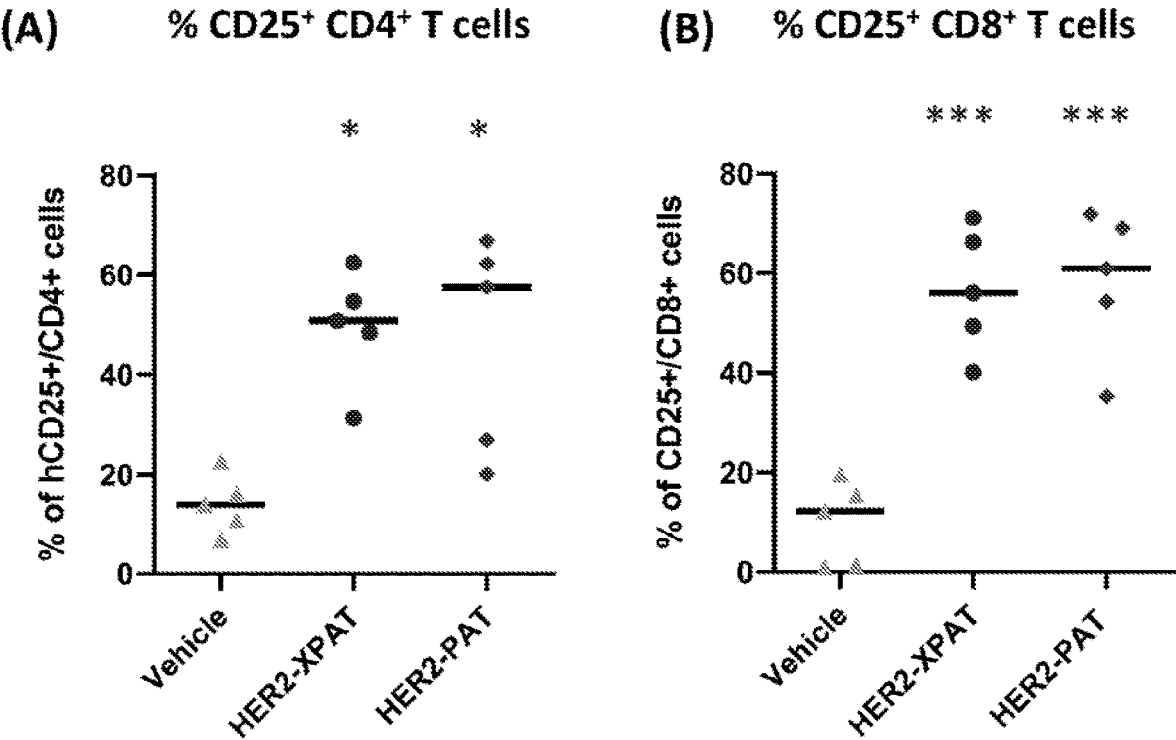 (A) % CD25⁺ CD4⁺ T cells
* *
% of hCD25+/CD4+ cells
80
60
40
20
0
Vehicle
HER2-XPAT
HER2-PAT
(B) % CD25⁺ CD8⁺ T cells
*** ***
% of CD25+/CD8+ cells
80
60
40
20
0
Vehicle
HER2-XPAT
HER2-PAT